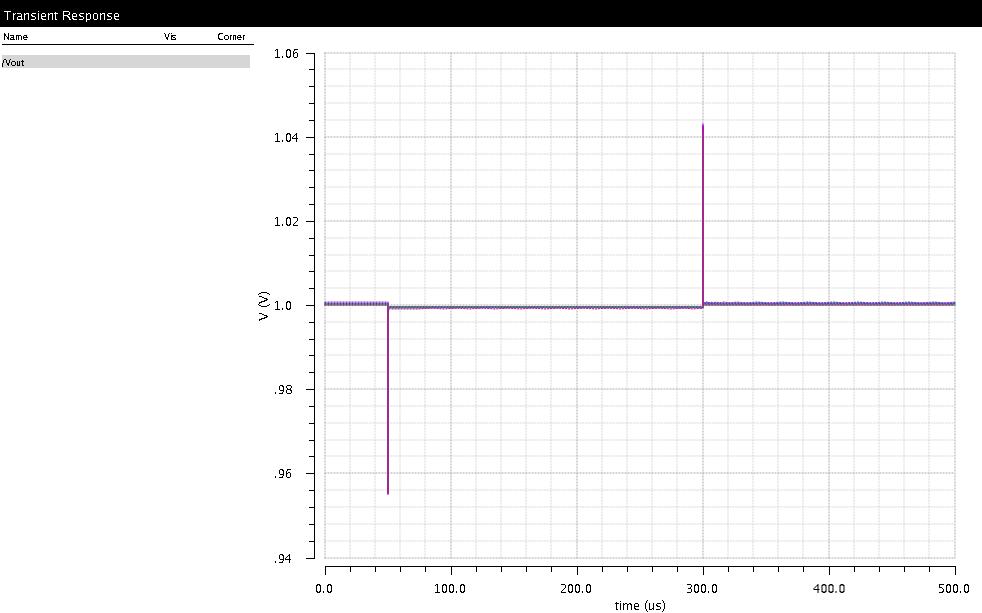 Transient Response
Name Vis Corner
/Vout
1.06
1.04
1.02
1.0
.98
.96
.94
V (V)
0.0 100.0 200.0 300.0 400.0 500.0
time (us)